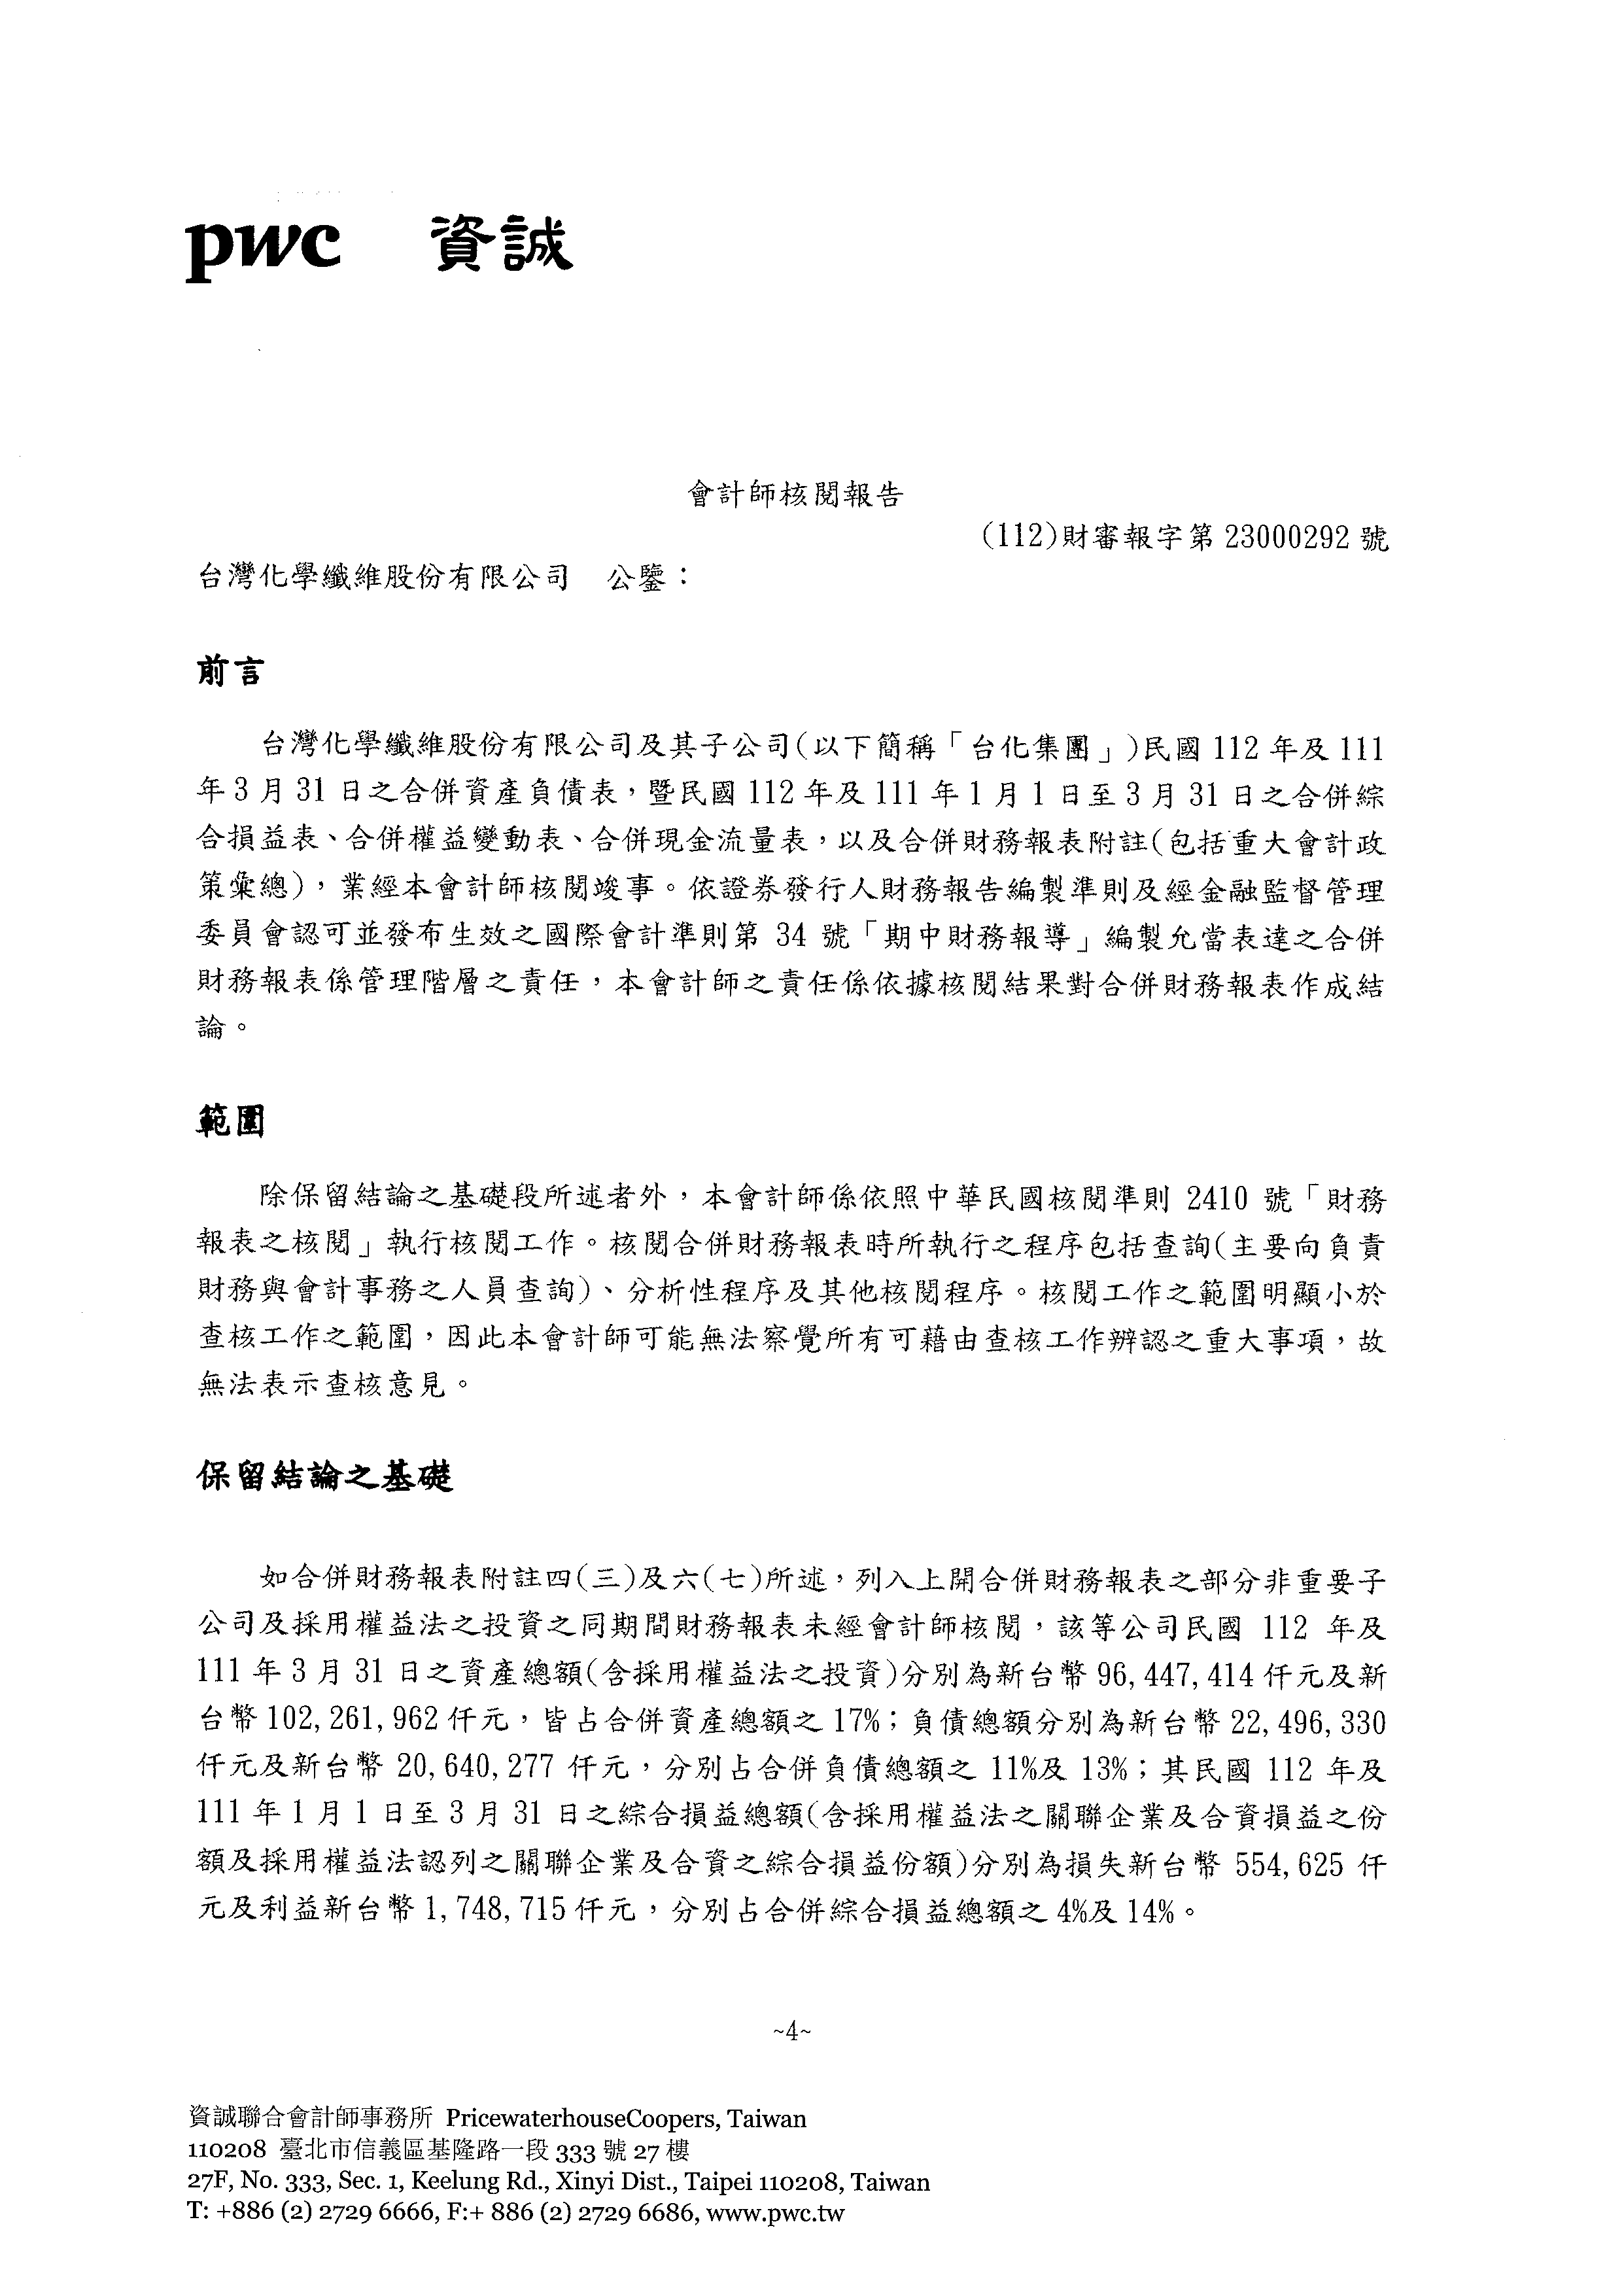 pwc 資誠
會計師核閱報告
(112)財審報字第 23000292 號
台灣化學纖維股份有限公司 公鑒：
前言
台灣化學纖維股份有限公司及其子公司(以下簡稱「台化集團」)民國 112 年及 111
年 3 月 31 日之合併資產負債表，暨民國 112 年及 111 年 1 月 1 日至 3 月 31 日之合併綜
合損益表、合併權益變動表、合併現金流量表，以及合併財務報表附註(包括重大會計政
策彙總)，業經本會計師核閱竣事。依證券發行人財務報告編製準則及經金融監督管理
委員會認可並發布生效之國際會計準則第 34 號「期中財務報導」編製允當表達之合併
財務報表係管理階層之責任，本會計師之責任係依據核閱結果對合併財務報表作成結
論。
範圍
除保留結論之基礎段所述者外，本會計師係依照中華民國核閱準則 2410 號「財務
報表之核閱」執行核閱工作。核閱合併財務報表時所執行之程序包括查詢(主要向負責
財務與會計事務之人員查詢)、分析性程序及其他核閱程序。核閱工作之範圍明顯小於
查核工作之範圍，因此本會計師可能無法察覺所有可藉由查核工作辨認之重大事項，故
無法表示查核意見。
保留結論之基礎
如合併財務報表附註四(三)及六(七)所述，列入上開合併財務報表之部分非重要子
公司及採用權益法之投資之同期間財務報表未經會計師核閱，該等公司民國 112 年及
111 年 3 月 31 日之資產總額(含採用權益法之投資)分別為新台幣 96,447,414 仟元及新
台幣 102,261,962 仟元，皆占合併資產總額之 17%；負債總額分別為新台幣 22,496,330
仟元及新台幣 20,640,277 仟元，分別占合併負債總額之 11%及 13%；其民國 112 年及
111 年 1 月 1 日至 3 月 31 日之綜合損益總額(含採用權益法之關聯企業及合資損益之份
額及採用權益法認列之關聯企業及合資之綜合損益份額)分別為損失新台幣 554,625 仟
元及利益新台幣 1,748,715 仟元，分別占合併綜合損益總額之 4%及 14%。
~4~
資誠聯合會計師事務所 PricewaterhouseCoopers, Taiwan
110208 臺北市信義區基隆路一段 333 號 27 樓
27F, No. 333, Sec. 1, Keelung Rd., Xinyi Dist., Taipei 110208, Taiwan
T: +886 (2) 2729 6666, F:+ 886 (2) 2729 6686, www.pwc.tw